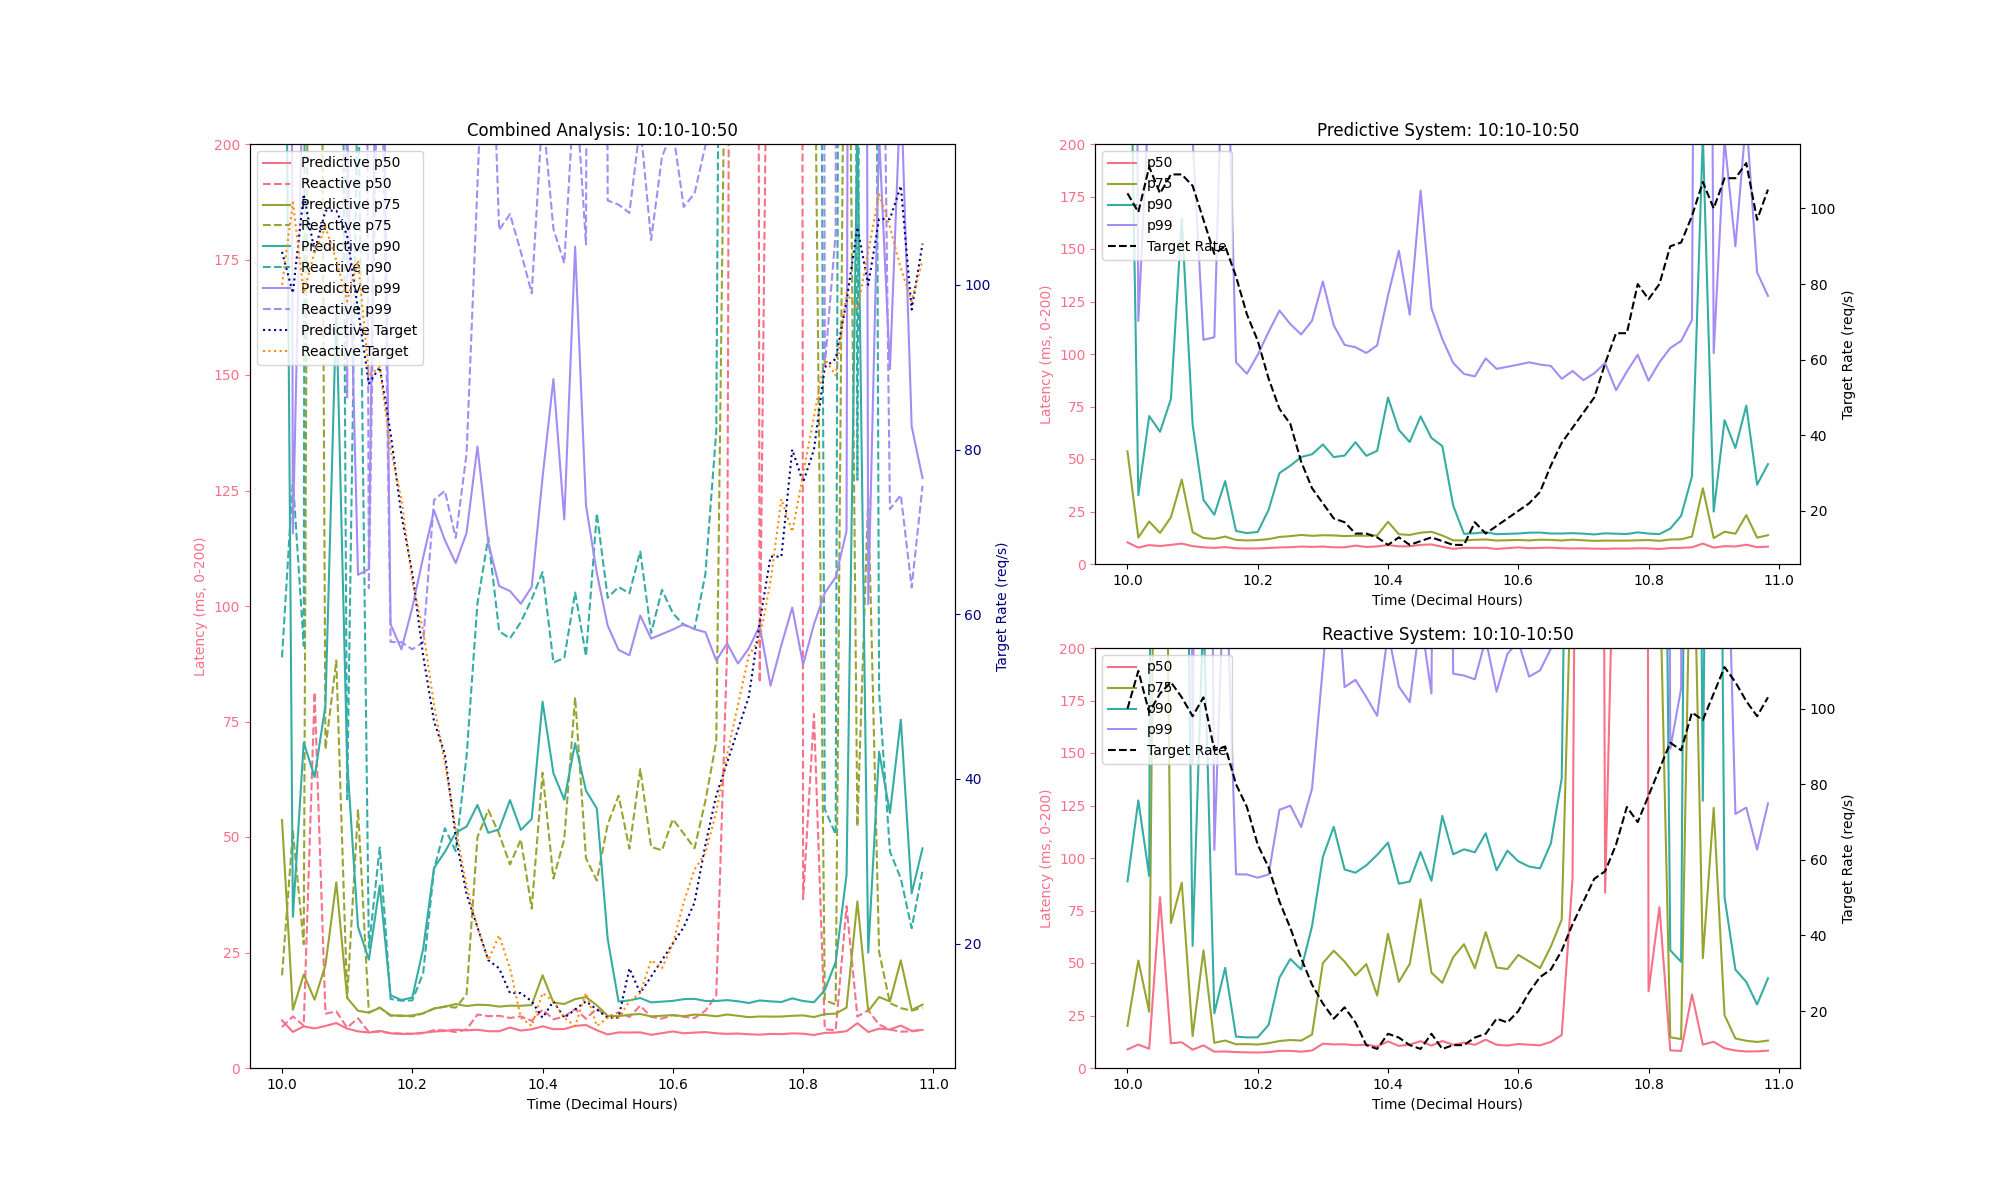 Combined Analysis: 10:10-10:50
200
175
150
125
100
75
50
25
0
Latency (ms, 0-200)
Predictive p50
Reactive p50
Predictive p75
Reactive p75
Predictive p90
Reactive p90
Predictive p99
Reactive p99
Predictive Target
Reactive Target
100
80
60
40
20
Target Rate (req/s)
10.0 10.2 10.4 10.6 10.8 11.0
Time (Decimal Hours)
Predictive System: 10:10-10:50
200
175
150
125
100
75
50
25
0
Latency (ms, 0-200)
p50
p75
p90
p99
Target Rate
100
80
60
40
20
Target Rate (req/s)
10.0 10.2 10.4 10.6 10.8 11.0
Time (Decimal Hours)
Reactive System: 10:10-10:50
200
175
150
125
100
75
50
25
0
Latency (ms, 0-200)
p50
p75
p90
p99
Target Rate
100
80
60
40
20
Target Rate (req/s)
10.0 10.2 10.4 10.6 10.8 11.0
Time (Decimal Hours)